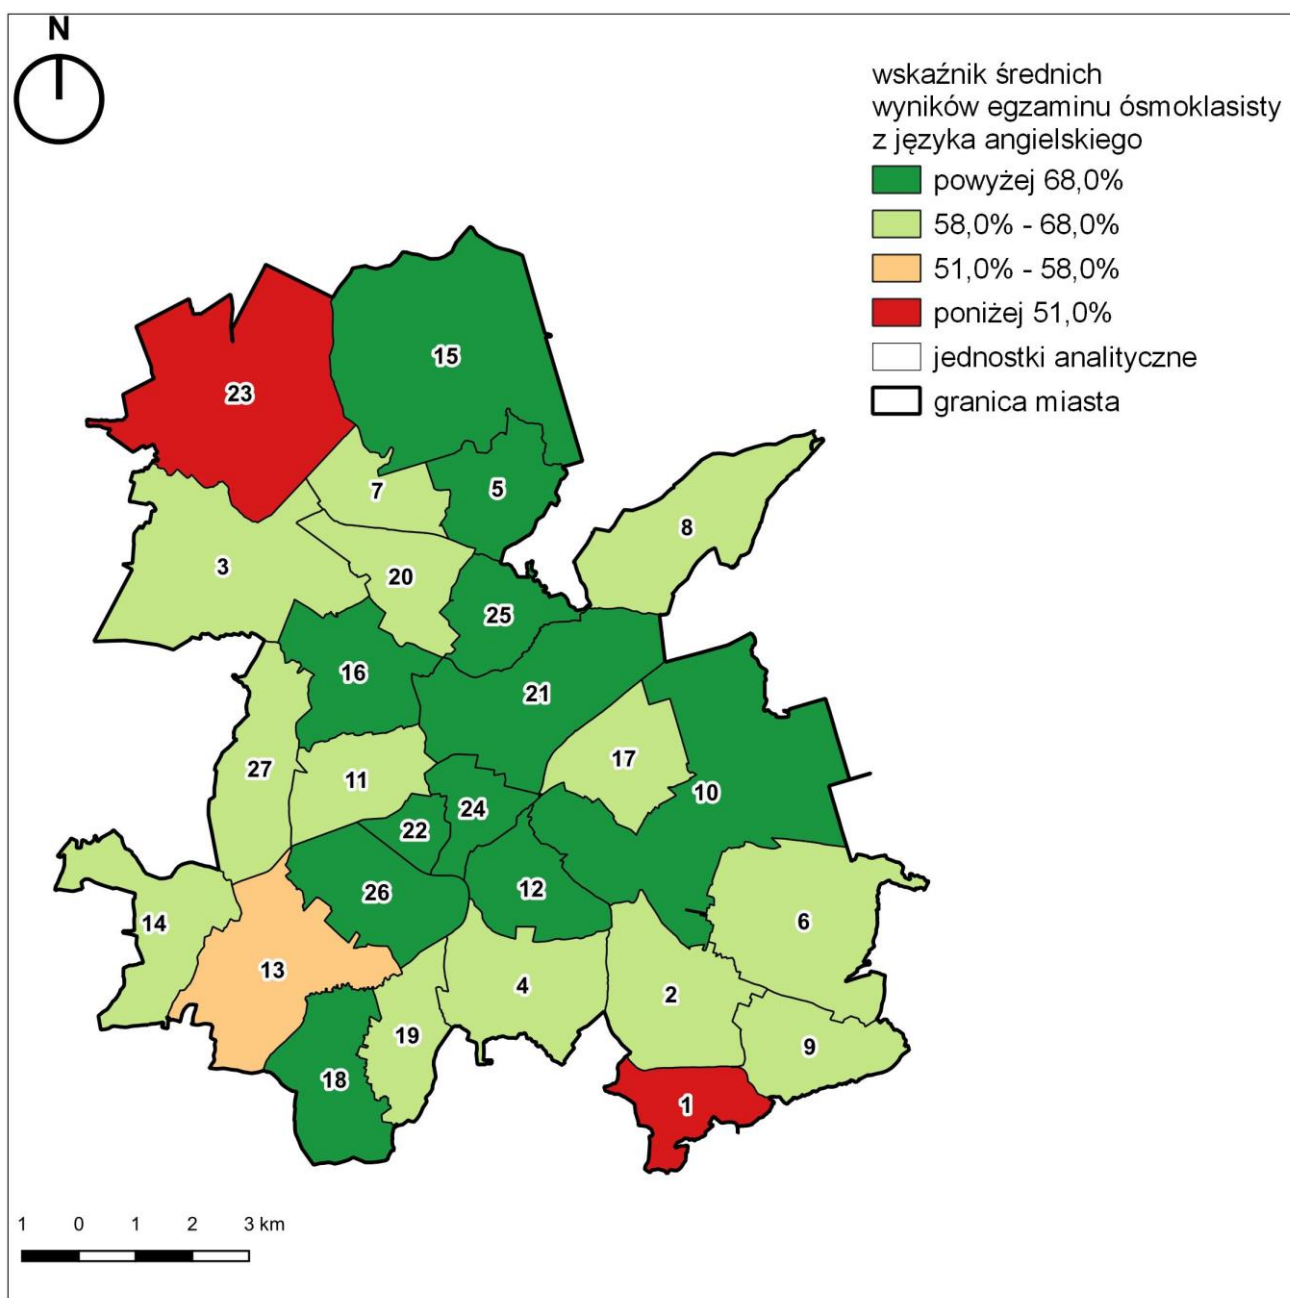 N
wskaźnik średnich
wyników egzaminu ósmoklasisty
z języka angielskiego
powyżej 68,0%
58,0% - 68,0%
51,0% - 58,0%
poniżej 51,0%
jednostki analityczne
granica miasta
15
23
7
5
8
3
20
25
16
21
27
11
17
10
24
22
12
26
14
6
13
4
2
19
9
18
1
1 0 1 2 3 km